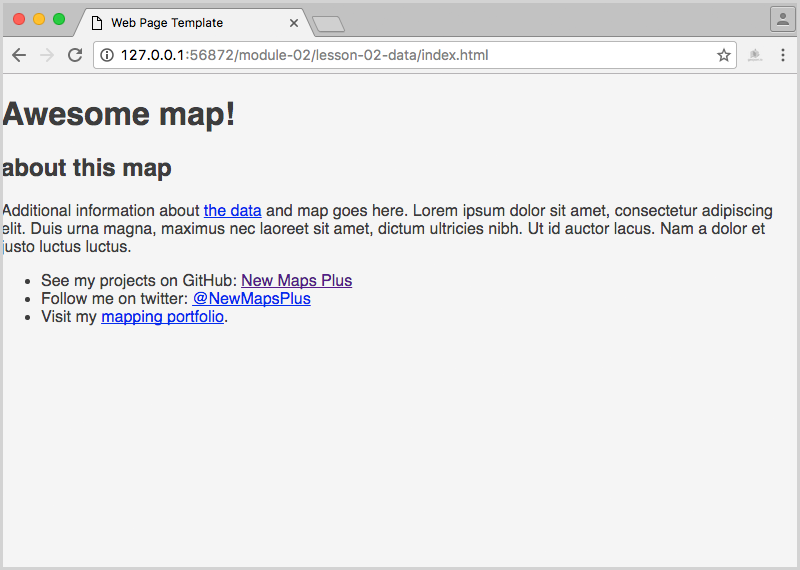 Web Page Template
127.0.0.1:56872/module-02/lesson-02-data/index.html
Awesome map!
about this map
Additional information about the data and map goes here. Lorem ipsum dolor sit amet, consectetur adipiscing
elit. Duis urna magna, maximus nec laoreet sit amet, dictum ultricies nibh. Ut id auctor lacus. Nam a dolor et
justo luctus luctus.
• See my projects on GitHub: New Maps Plus
• Follow me on twitter: @NewMapsPlus
• Visit my mapping portfolio.